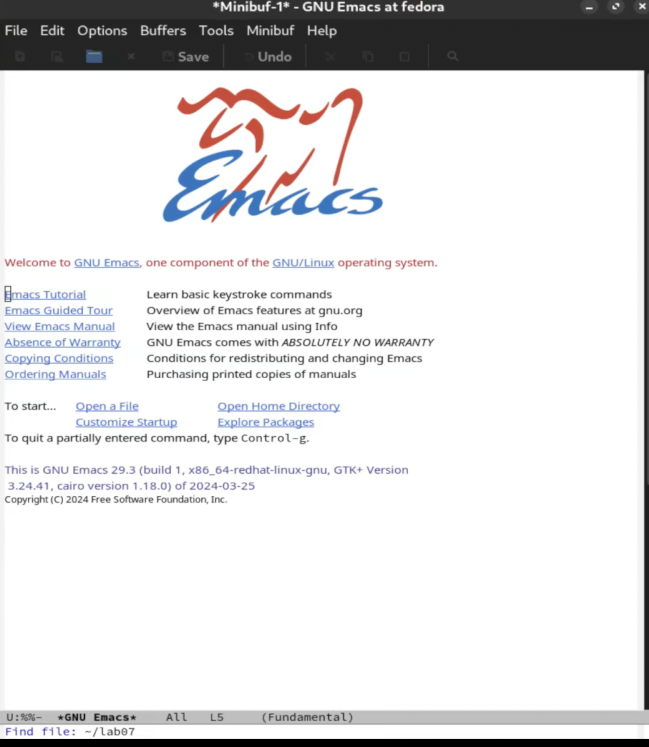 *Minibuf-1* - GNU Emacs at fedora
File Edit Options Buffers Tools Minibuf Help
Save Undo
Emacs
Welcome to GNU Emacs, one component of the GNU/Linux operating system.
Emacs Tutorial Learn basic keystroke commands
Emacs Guided Tour Overview of Emacs features at gnu.org
View Emacs Manual View the Emacs manual using Info
Absence of Warranty GNU Emacs comes with ABSOLUTELY NO WARRANTY
Copying Conditions Conditions for redistributing and changing Emacs
Ordering Manuals Purchasing printed copies of manuals
To start... Open a File Open Home Directory
Customize Startup Explore Packages
To quit a partially entered command, type Control-g.
This is GNU Emacs 29.3 (build 1, x86_64-redhat-linux-gnu, GTK+ Version
3.24.41, cairo version 1.18.0) of 2024-03-25
Copyright (C) 2024 Free Software Foundation, Inc.
U:%%- *GNU Emacs* All L5 (Fundamental)
Find file: ~/lab07